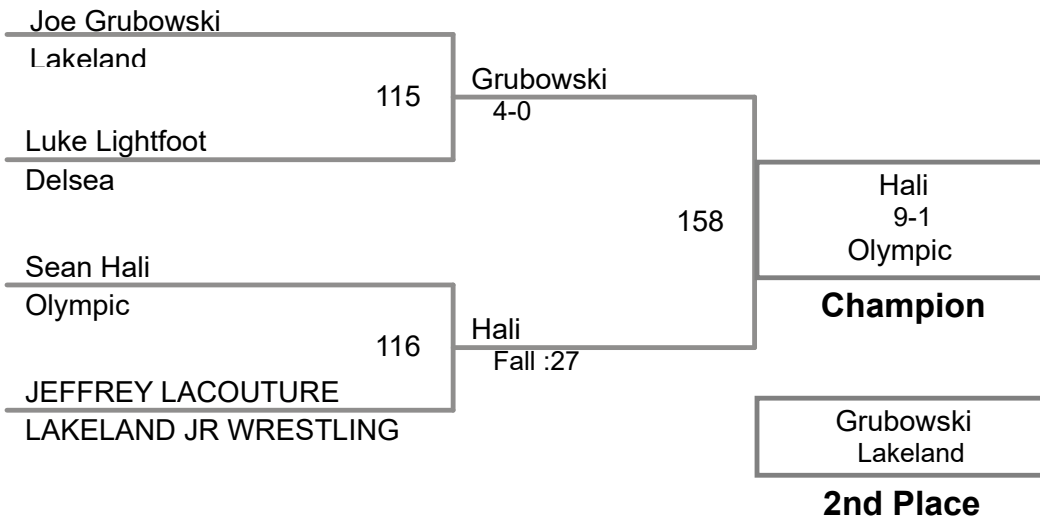 Joe Grubowski
Lakeland
115
Grubowski
4-0
Luke Lightfoot
Delsea
158
Hali
9-1
Olympic
Champion
Sean Hali
Olympic
116
Hali
Fall :27
JEFFREY LACOUTURE
LAKELAND JR WRESTLING
Grubowski
Lakeland
2nd Place